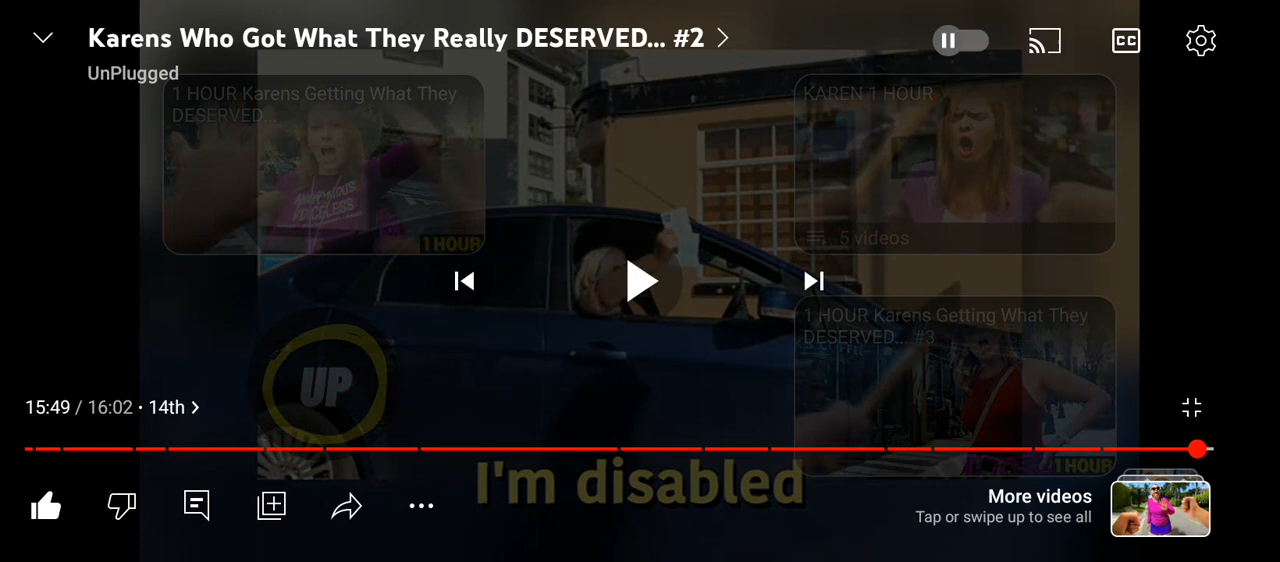 Karens Who Got What They Really DESERVED... #2
UnPlugged
1 HOUR Karens Getting What They
DESERVED...
1 HOUR
KAREN 1 HOUR
5 videos
1 HOUR Karens Getting What They
DESERVED... #3
1 HOUR
UP
15:49 / 16:02 • 14th
I'm disabled
More videos
Tap or swipe up to see all
CC